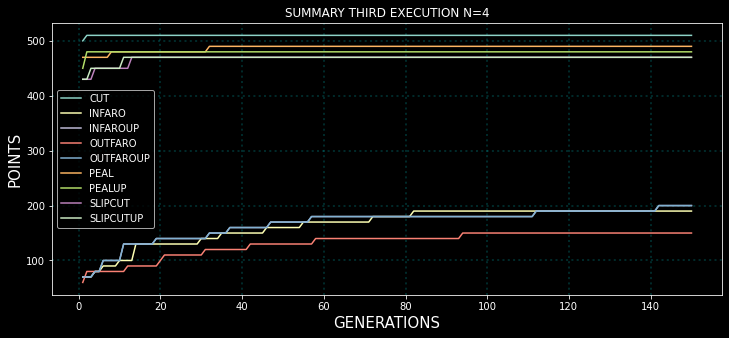 SUMMARY THIRD EXECUTION N=4
POINTS
500
400
300
200
100
CUT
INFARO
INFAROUP
OUTFARO
OUTFAROUP
PEAL
PEALUP
SLIPCUT
SLIPCUTUP
0 20 40 60 80 100 120 140
GENERATIONS